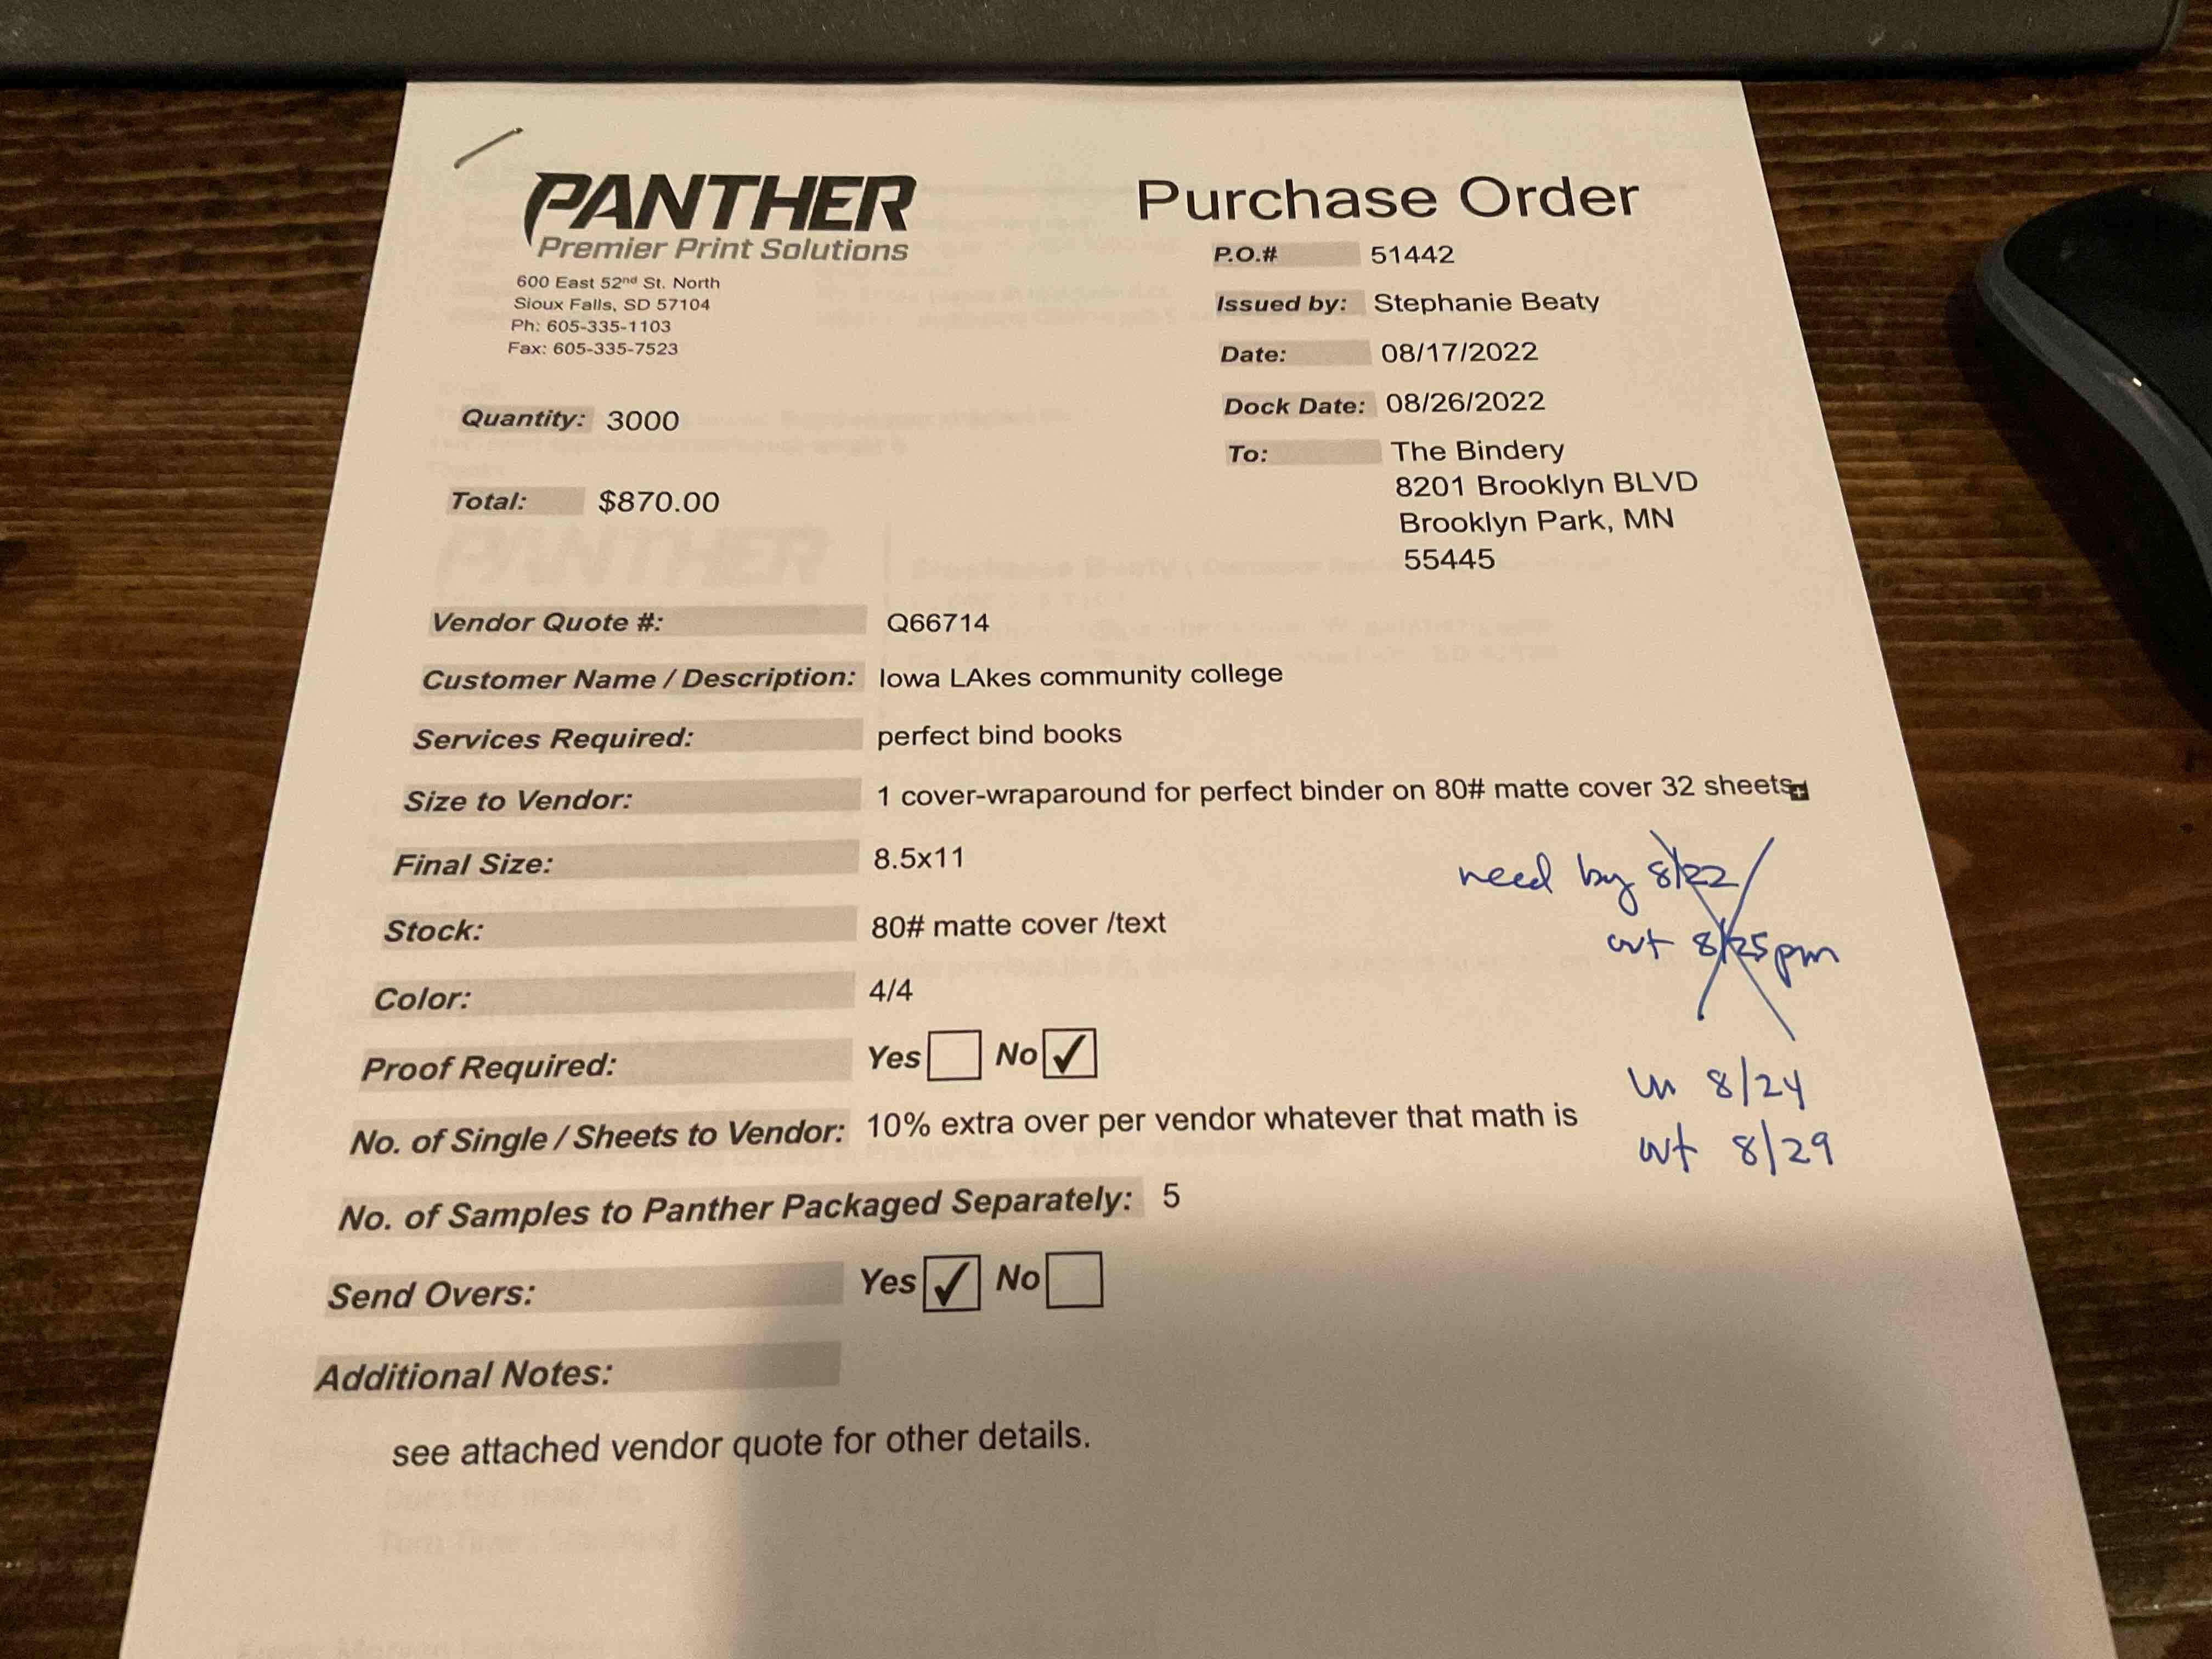 PANTHER
Premier Print Solutions
600 East 52nd St. North
Sioux Falls, SD 57104
Ph: 605-335-1103
Fax: 605-335-7523
Purchase Order
P.O.# 51442
Issued by: Stephanie Beaty
Date: 08/17/2022
Dock Date: 08/26/2022
To: The Bindery
8201 Brooklyn BLVD
Brooklyn Park, MN
55445
Quantity: 3000
Total: $870.00
Vendor Quote #: Q66714
Customer Name / Description: Iowa LAkes community college
Services Required: perfect bind books
Size to Vendor: 1 cover-wraparound for perfect binder on 80# matte cover 32 sheets
Final Size: 8.5x11
need by 8/22
out 8/25 pm
Stock: 80# matte cover /text
Color: 4/4
Proof Required: Yes No ✓
in 8/24
out 8/29
No. of Single / Sheets to Vendor: 10% extra over per vendor whatever that math is
No. of Samples to Panther Packaged Separately: 5
Send Overs: Yes ✓ No
Additional Notes:
see attached vendor quote for other details.